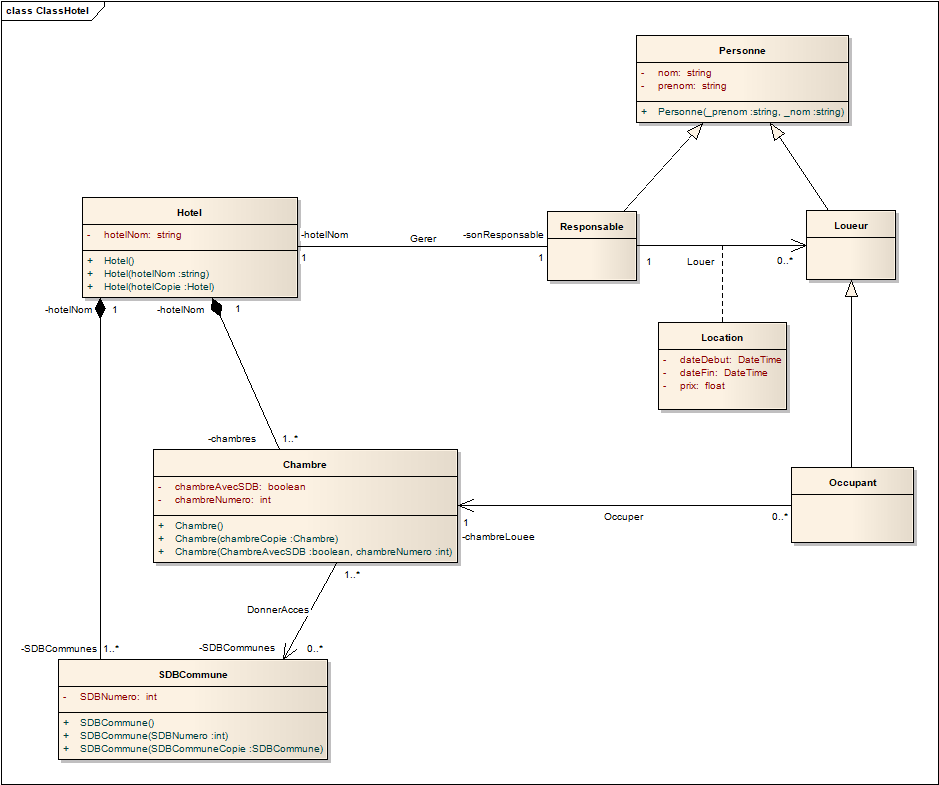 class ClassHotel
Personne
- nom: string
- prenom: string
+ Personne(_prenom :string, _nom :string)
Hotel
- hotelNom: string
+ Hotel()
+ Hotel(hotelNom :string)
+ Hotel(hotelCopie :Hotel)
-hotelNom
1
Gerer
-sonResponsable
1
Responsable
1
Louer
0..*
Loueur
Location
- dateDebut: DateTime
- dateFin: DateTime
- prix: float
-hotelNom
1
-hotelNom
1
-chambres
1..*
Chambre
- chambreAvecSDB: boolean
- chambreNumero: int
+ Chambre()
+ Chambre(chambreCopie :Chambre)
+ Chambre(ChambreAvecSDB :boolean, chambreNumero :int)
1
-chambreLouee
Occuper
0..*
Occupant
1..*
DonnerAcces
-SDBCommunes
0..*
-SDBCommunes
1..*
SDBCommune
- SDBNumero: int
+ SDBCommune()
+ SDBCommune(SDBNumero :int)
+ SDBCommune(SDBCommuneCopie :SDBCommune)